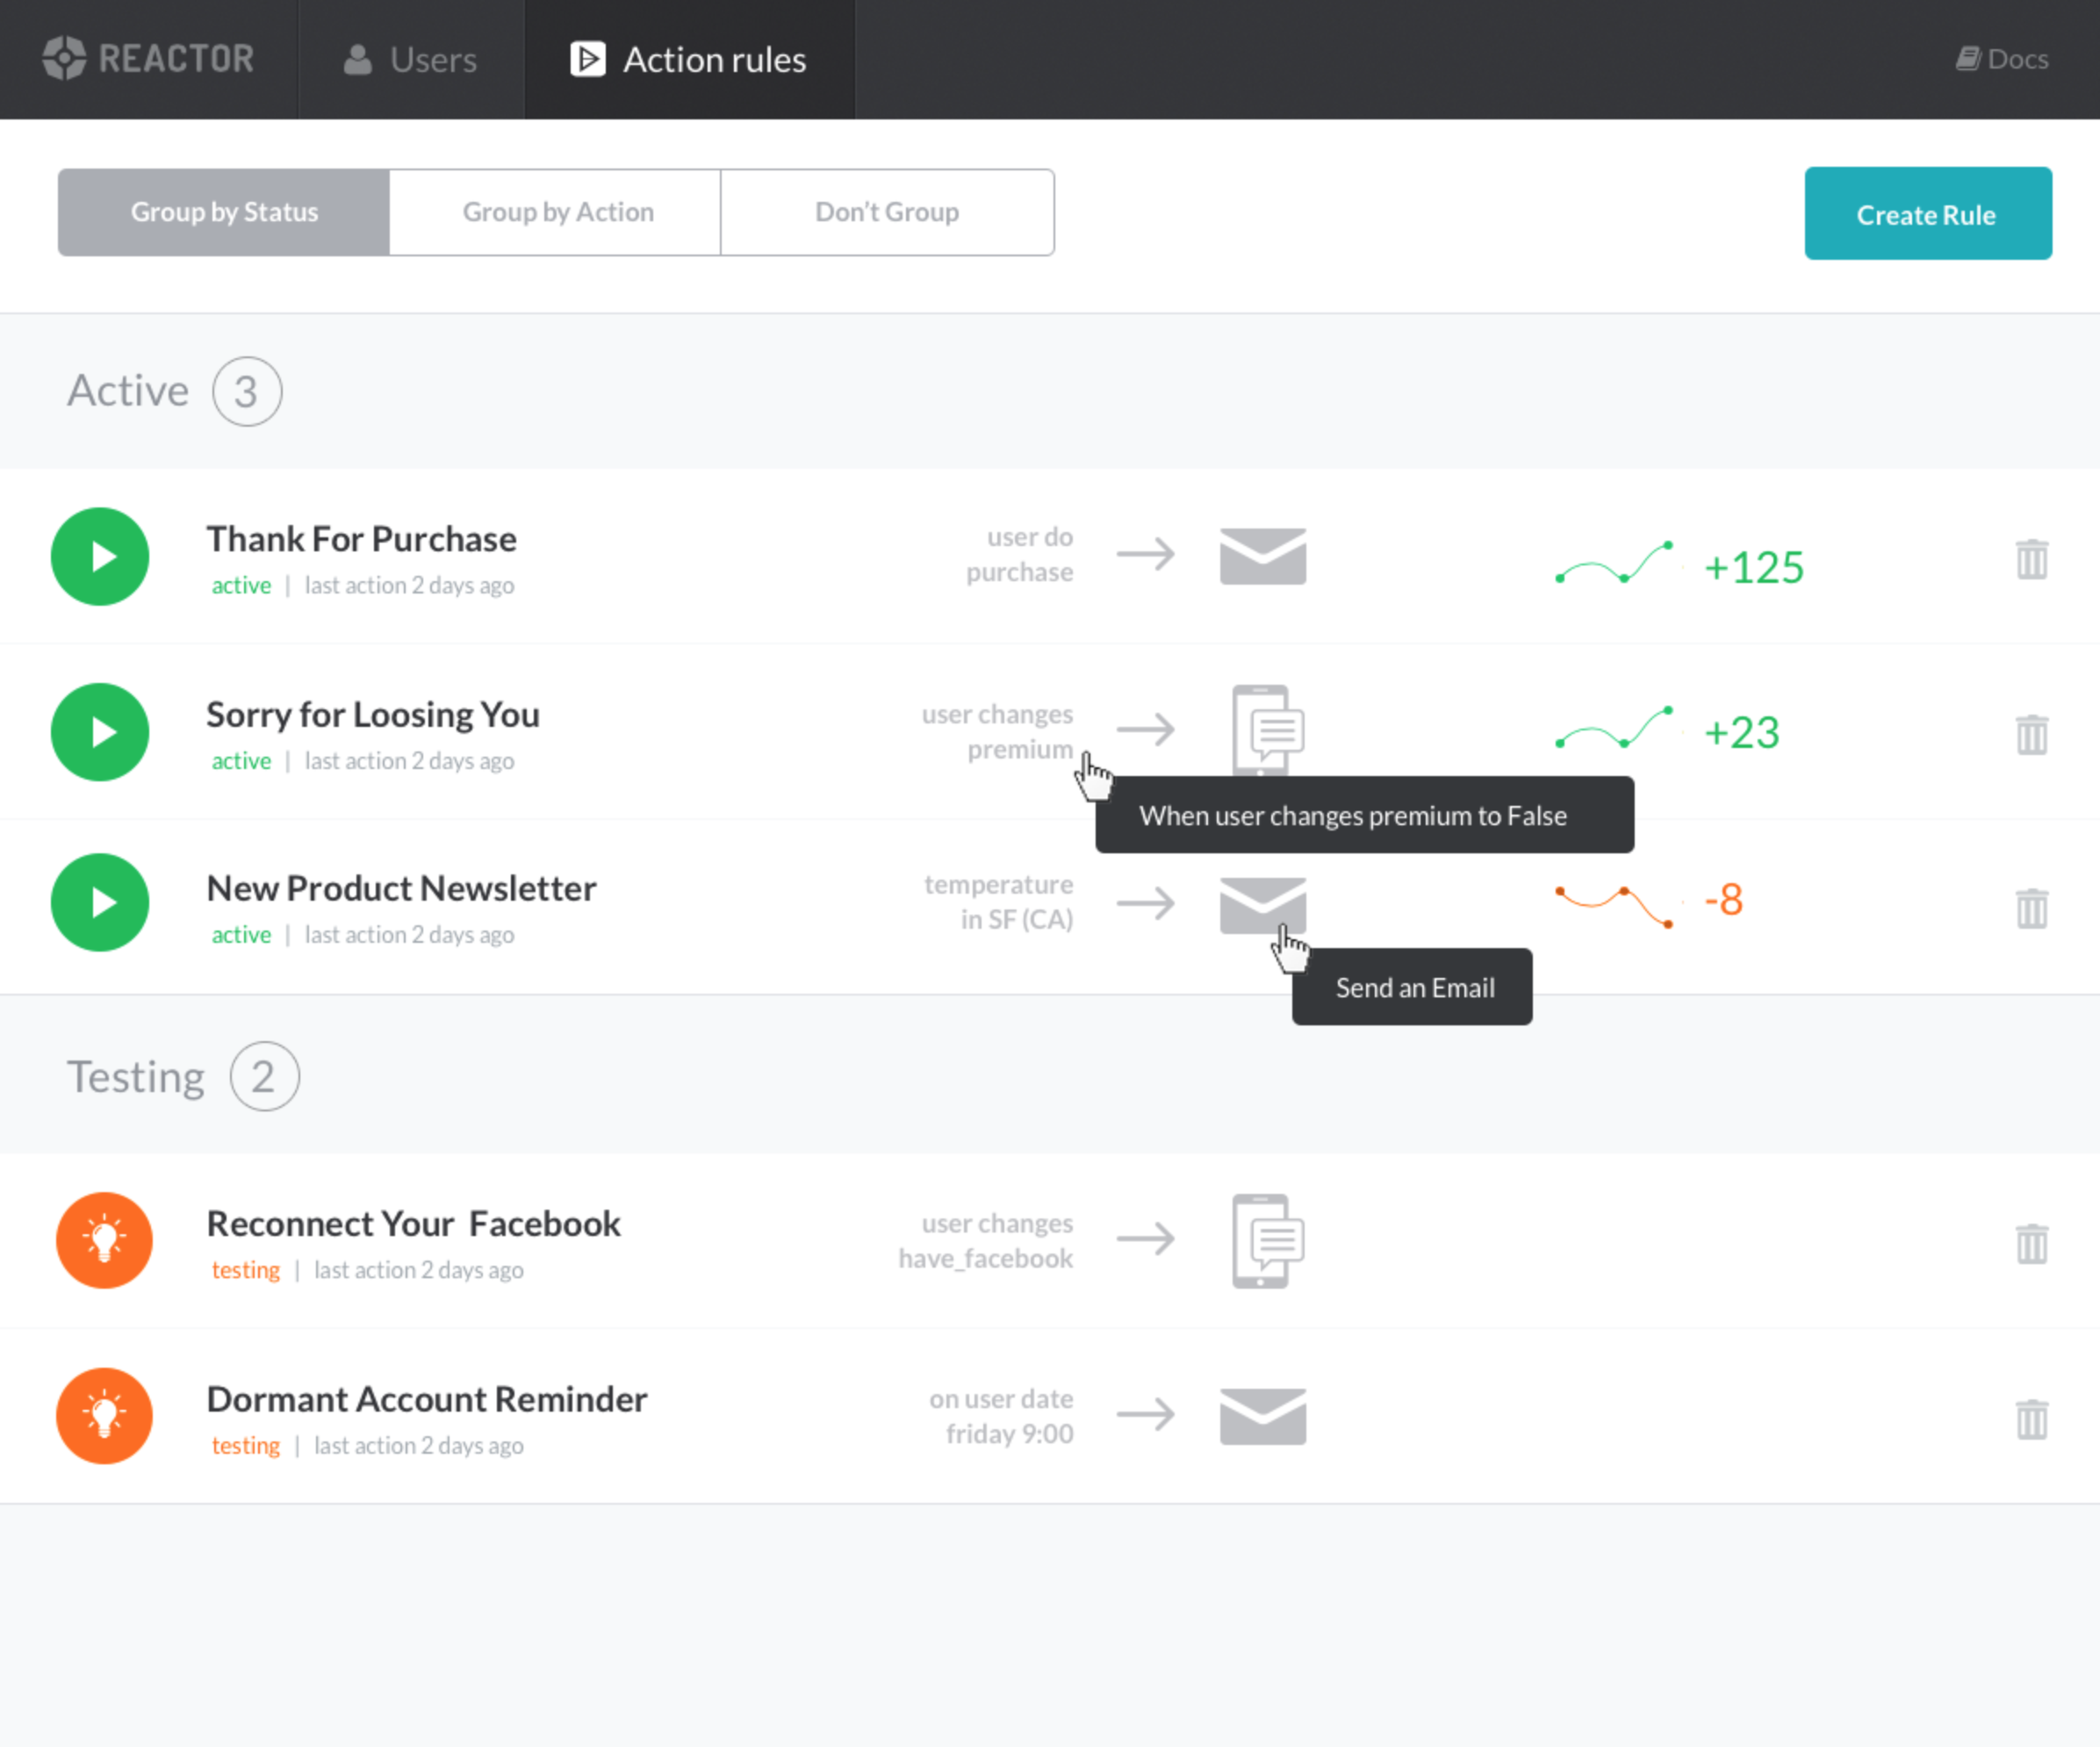 REACTOR
Users
Action rules
Docs
Group by Status
Group by Action
Don't Group
Create Rule
Active 3
Thank For Purchase
active | last action 2 days ago
user do
purchase
+125
Sorry for Loosing You
active | last action 2 days ago
user changes
premium
+23
When user changes premium to False
New Product Newsletter
active | last action 2 days ago
temperature
in SF (CA)
-8
Send an Email
Testing 2
Reconnect Your Facebook
testing | last action 2 days ago
user changes
have_facebook
Dormant Account Reminder
testing | last action 2 days ago
on user date
friday 9:00